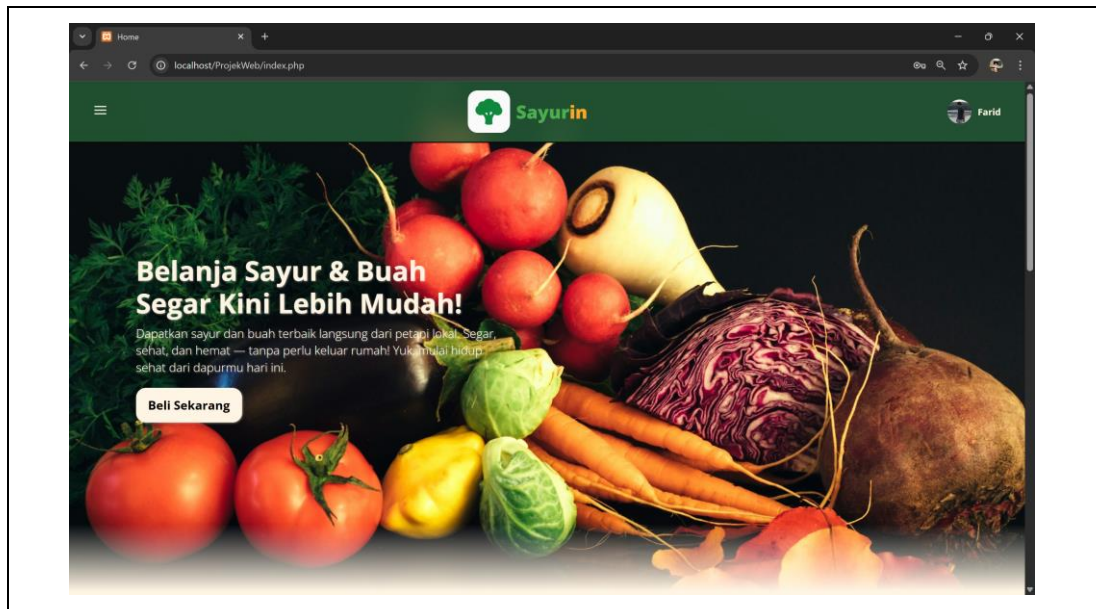 Home
localhost/ProjekWeb/index.php
Sayurin
Farid
Belanja Sayur & Buah
Segar Kini Lebih Mudah!
Dapatkan sayur dan buah terbaik langsung dari petani lokal. Segar,
sehat, dan hemat — tanpa perlu keluar rumah! Yuk, mulai hidup
sehat dari dapurmu hari ini.
Beli Sekarang